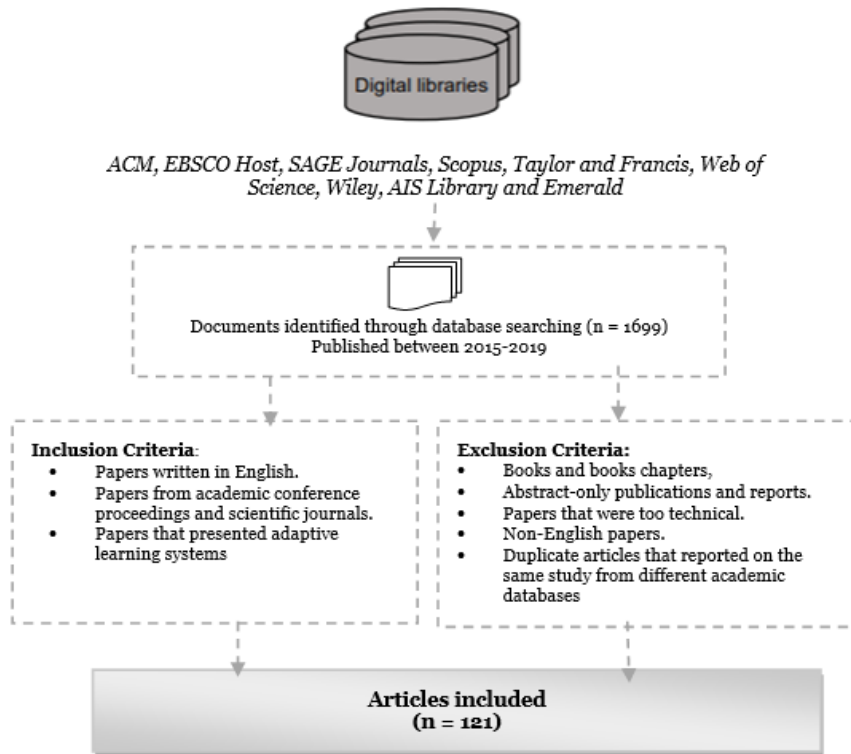 Digital libraries
ACM, EBSCO Host, SAGE Journals, Scopus, Taylor and Francis, Web of
Science, Wiley, AIS Library and Emerald
Documents identified through database searching (n = 1699)
Published between 2015-2019
Inclusion Criteria:
• Papers written in English.
• Papers from academic conference
proceedings and scientific journals.
• Papers that presented adaptive
learning systems
Exclusion Criteria:
• Books and books chapters,
• Abstract-only publications and reports.
• Papers that were too technical.
• Non-English papers.
• Duplicate articles that reported on the
same study from different academic
databases
Articles included
(n = 121)